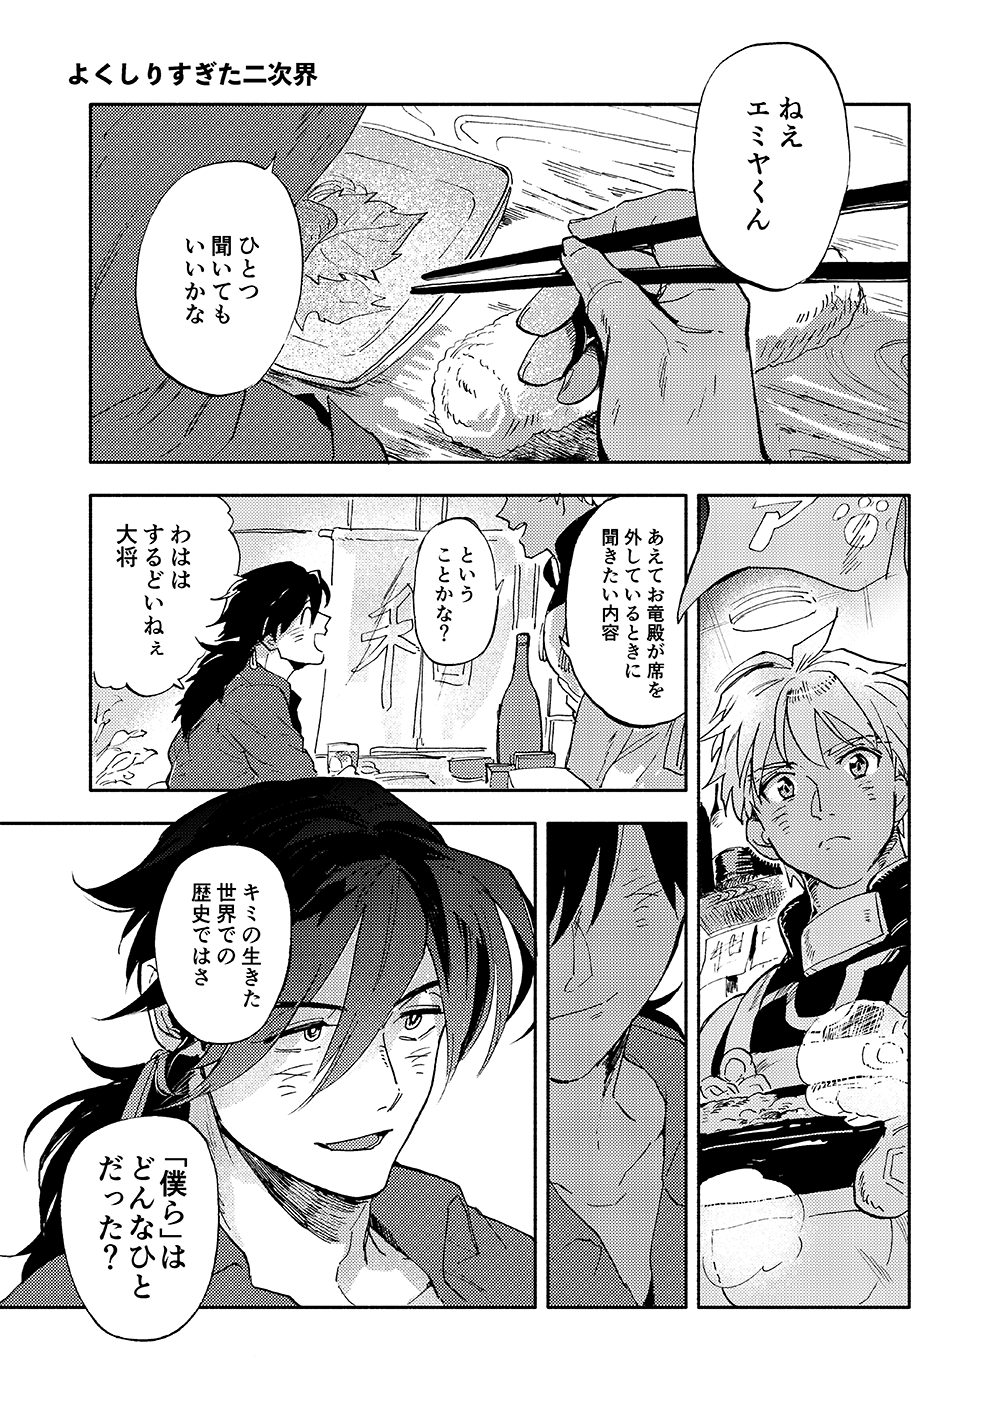 よくしりすぎた二次界
ねえ
エミヤくん
ひとつ
聞いても
いいかな
あえてお竜殿が席を
外しているときに
聞きたい内容
という
ことかな?
わはは
するどいねぇ
大将
キミの生きた
世界での
歴史ではさ
「僕ら」は
どんなひと
だった?